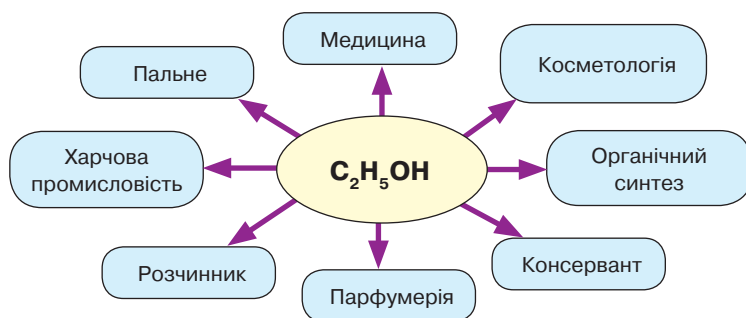 Медицина
Пальне
Косметологія
Харчова
промисловість
C₂H₅OH
Органічний
синтез
Розчинник
Консервант
Парфумерія